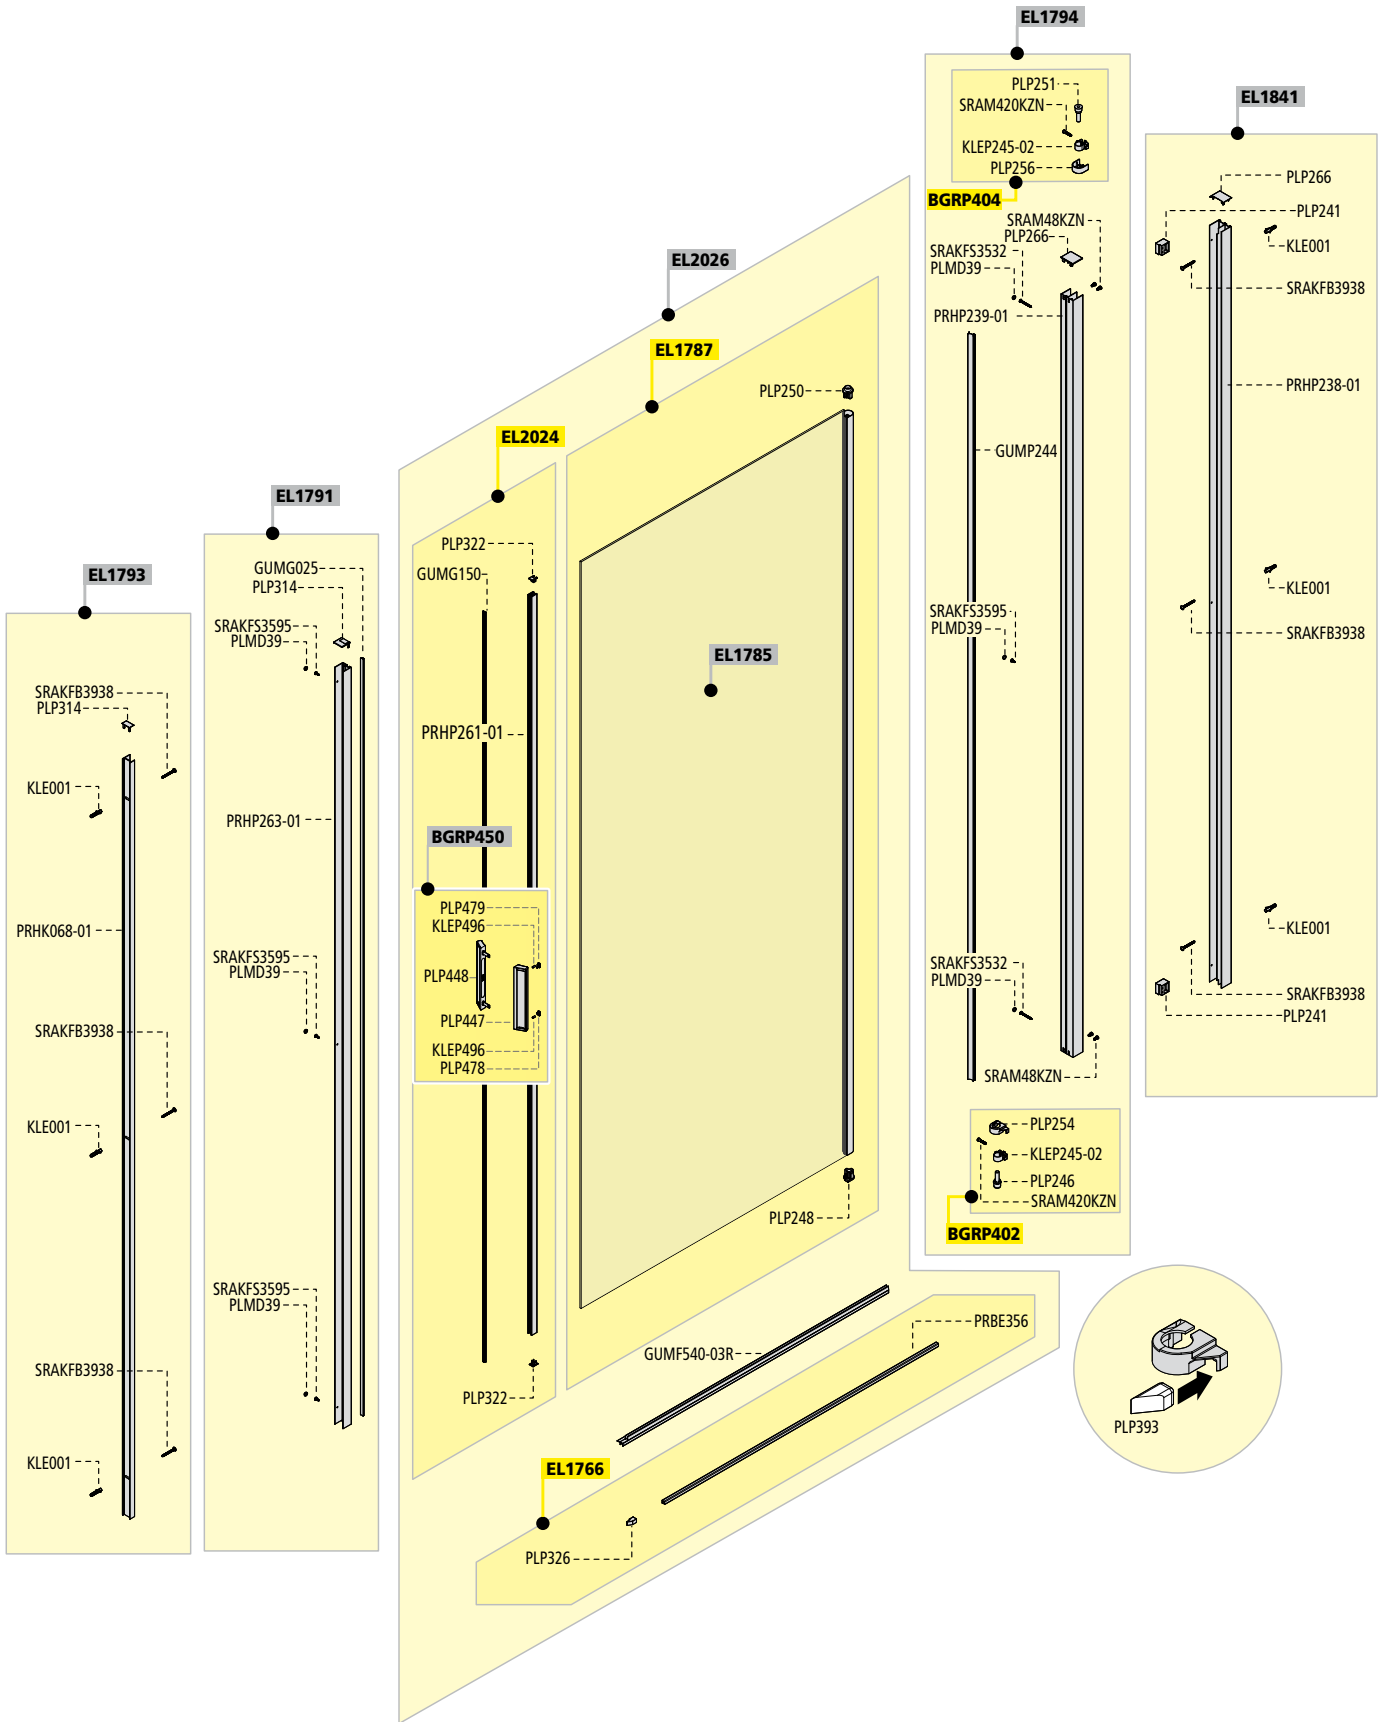 EL1794
PLP251
SRAM420KZN
KLEP245-02
PLP256
BGRP404
SRAM48KZN
PLP266
SRAKFS3532
PLMD39
PRHP239-01
GUMP244
SRAKFS3595
PLMD39
SRAKFS3532
PLMD39
SRAM48KZN
PLP254
KLEP245-02
PLP246
SRAM420KZN
BGRP402
EL1841
PLP266
PLP241
KLE001
SRAKFB3938
PRHP238-01
KLE001
SRAKFB3938
KLE001
SRAKFB3938
PLP241
EL2026
EL1787
PLP250
EL1785
PLP248
EL2024
PLP322
GUMG150
PRHP261-01
BGRP450
PLP479
KLEP496
PLP448
PLP447
KLEP496
PLP478
PLP322
EL1791
GUMG025
PLP314
SRAKFS3595
PLMD39
PRHP263-01
SRAKFS3595
PLMD39
SRAKFS3595
PLMD39
EL1793
SRAKFB3938
PLP314
KLE001
PRHK068-01
SRAKFB3938
KLE001
SRAKFB3938
KLE001
GUMF540-03R
PRBE356
EL1766
PLP326
PLP393